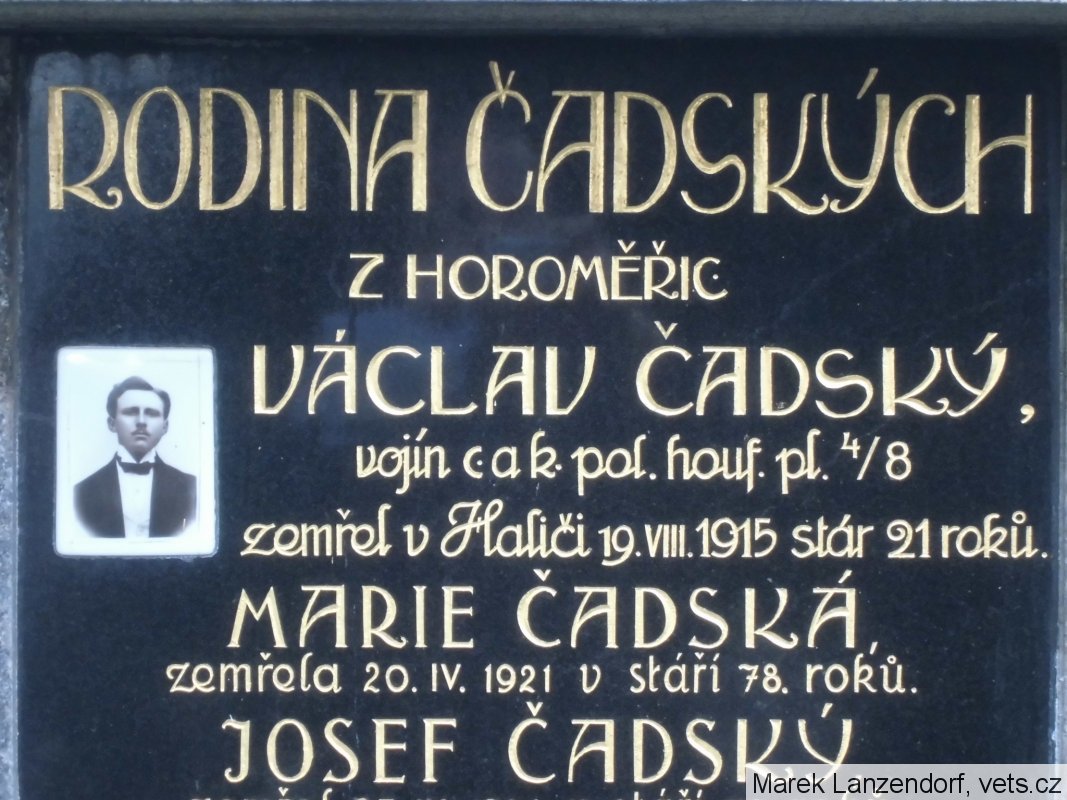 RODINA ČADSKÝCH
Z HOROMĚŘIC
VÁCLAV ČADSKÝ,
vojín c. a k. pol. houf. pl. 4/8
zemřel v Haliči 19. VIII. 1915 stár 21 roků.
MARIE ČADSKÁ,
zemřela 20. IV. 1921 v stáří 78. roků.
JOSEF ČADSKÝ,
Marek Lanzendorf, vets.cz